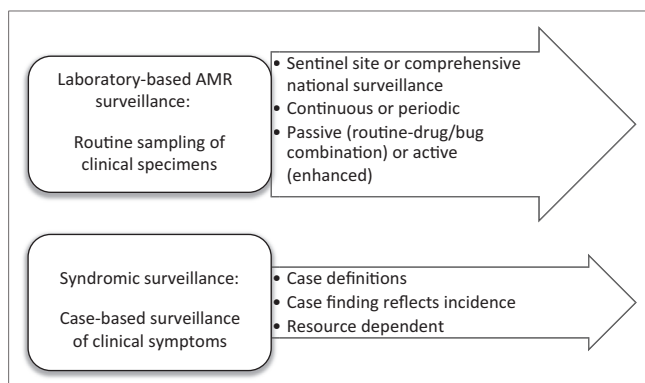 Laboratory-based AMR
surveillance:
Routine sampling of
clinical specimens
• Sentinel site or comprehensive
national surveillance
• Continuous or periodic
• Passive (routine-drug/bug
combination) or active
(enhanced)
Syndromic surveillance:
Case-based surveillance
of clinical symptoms
• Case definitions
• Case finding reflects incidence
• Resource dependent